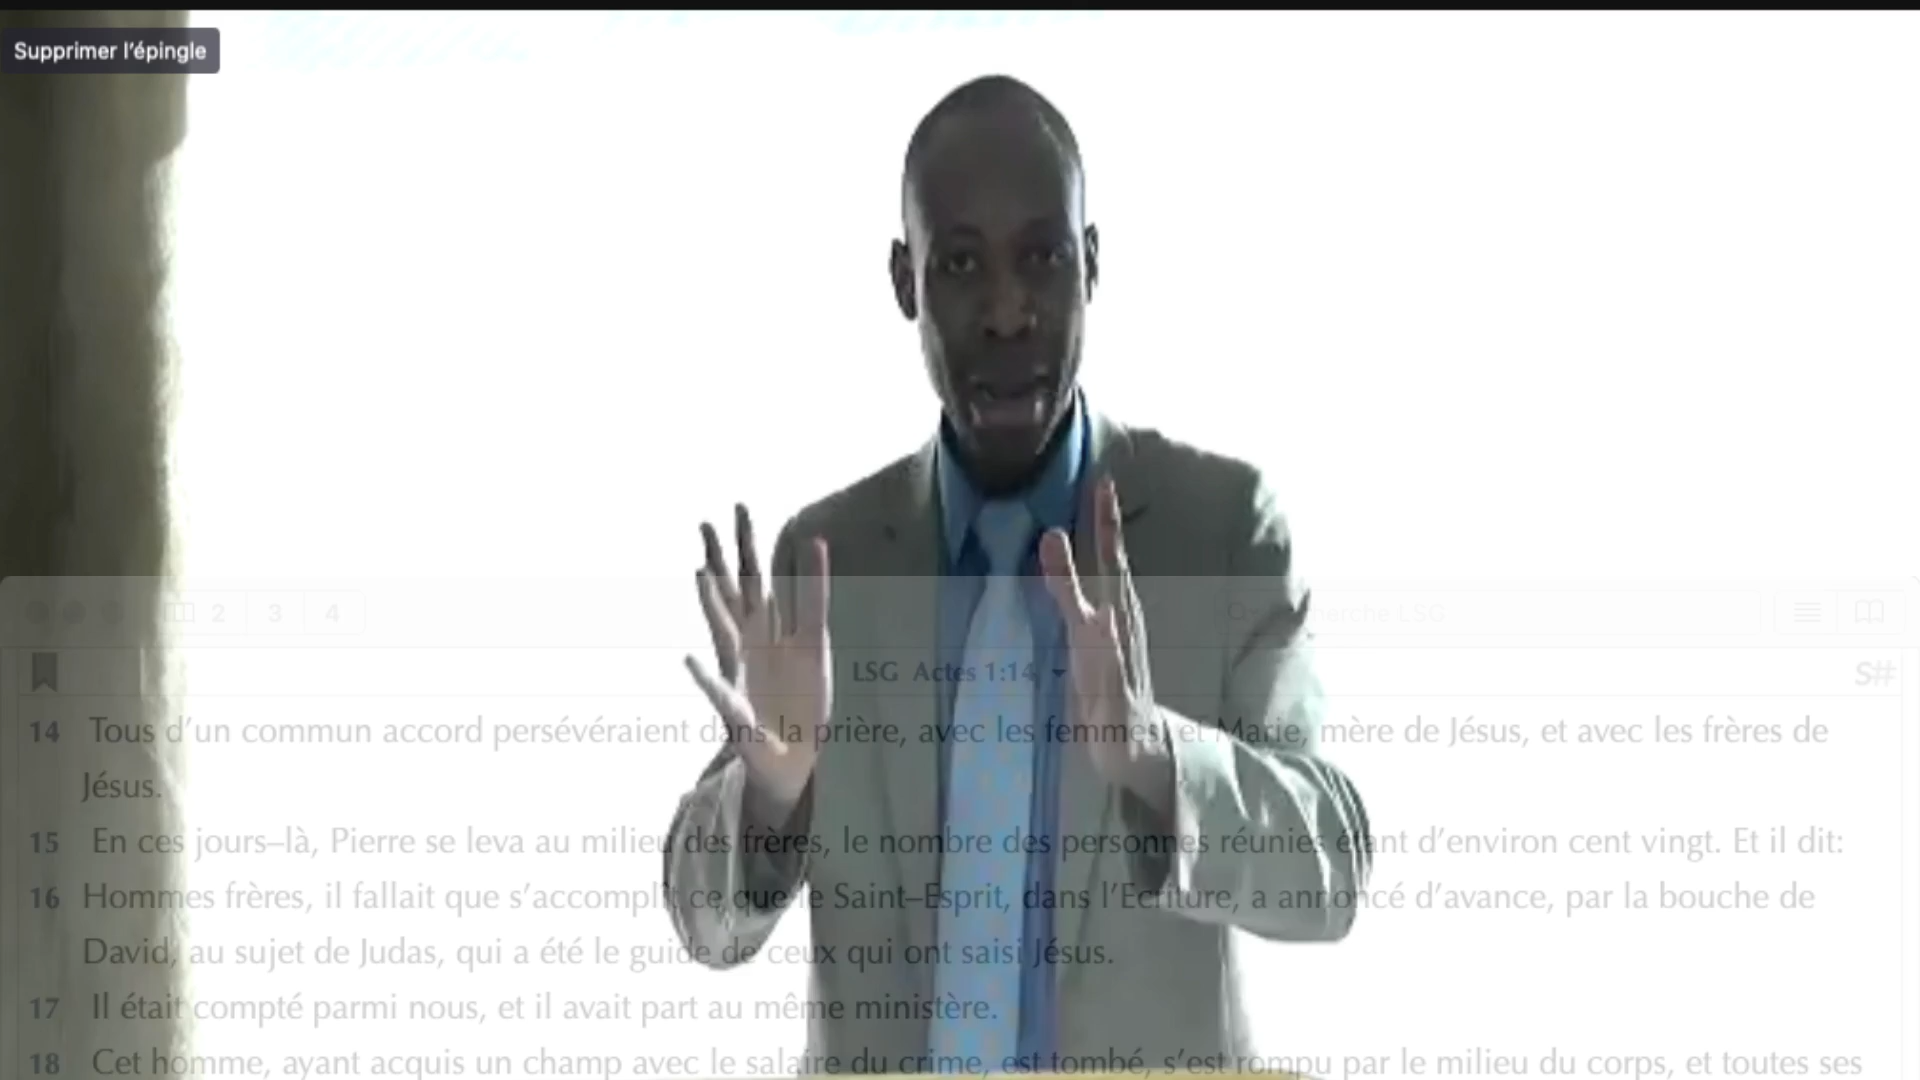 Supprimer l’épingle
2 3 4
herche LSG
LSG Actes 1:14
S#
14 Tous d’un commun accord persévéraient dans la prière, avec les femmes, et Marie, mère de Jésus, et avec les frères de
Jésus.
15 En ces jours–là, Pierre se leva au milieu des frères, le nombre des personnes réunies étant d’environ cent vingt. Et il dit:
16 Hommes frères, il fallait que s’accomplît ce que le Saint–Esprit, dans l’Ecriture, a annoncé d’avance, par la bouche de
David, au sujet de Judas, qui a été le guide de ceux qui ont saisi Jésus.
17 Il était compté parmi nous, et il avait part au même ministère.
18 Cet homme, ayant acquis un champ avec le salaire du crime, est tombé, s’est rompu par le milieu du corps, et toutes ses